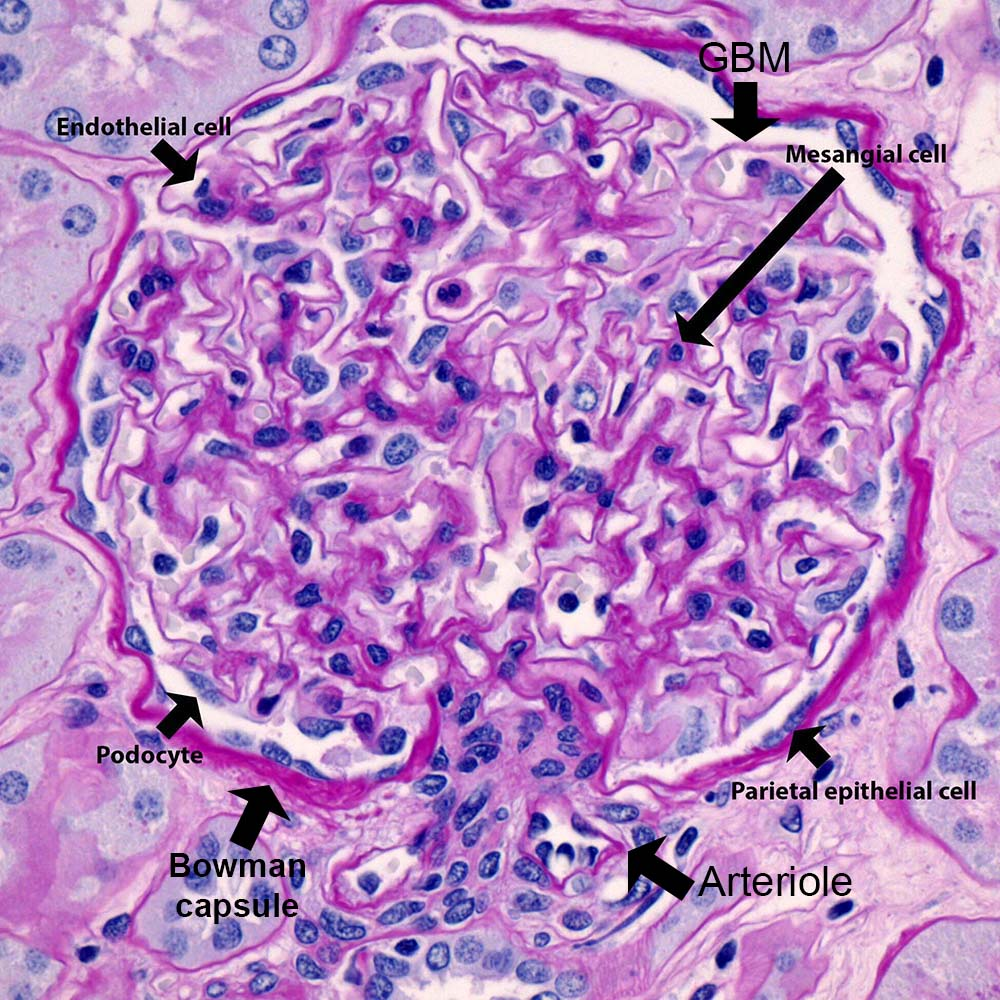 GBM
Endothelial cell
Mesangial cell
Podocyte
Parietal epithelial cell
Bowman
capsule
Arteriole